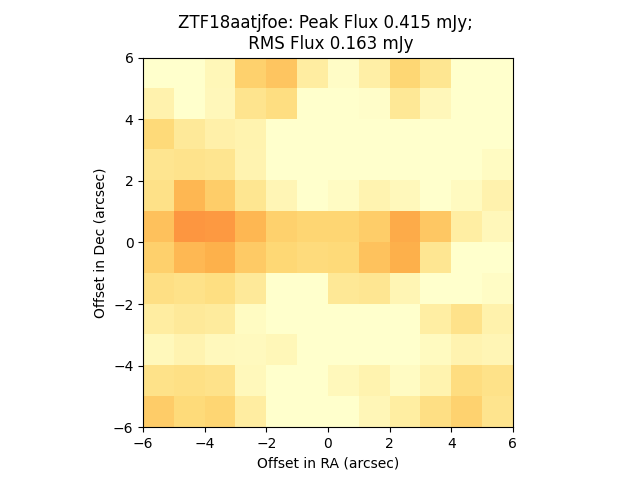 ZTF18aatjfoe: Peak Flux 0.415 mJy;
RMS Flux 0.163 mJy
6
4
2
0
−2
−4
−6
Offset in Dec (arcsec)
−6 −4 −2 0 2 4 6
Offset in RA (arcsec)